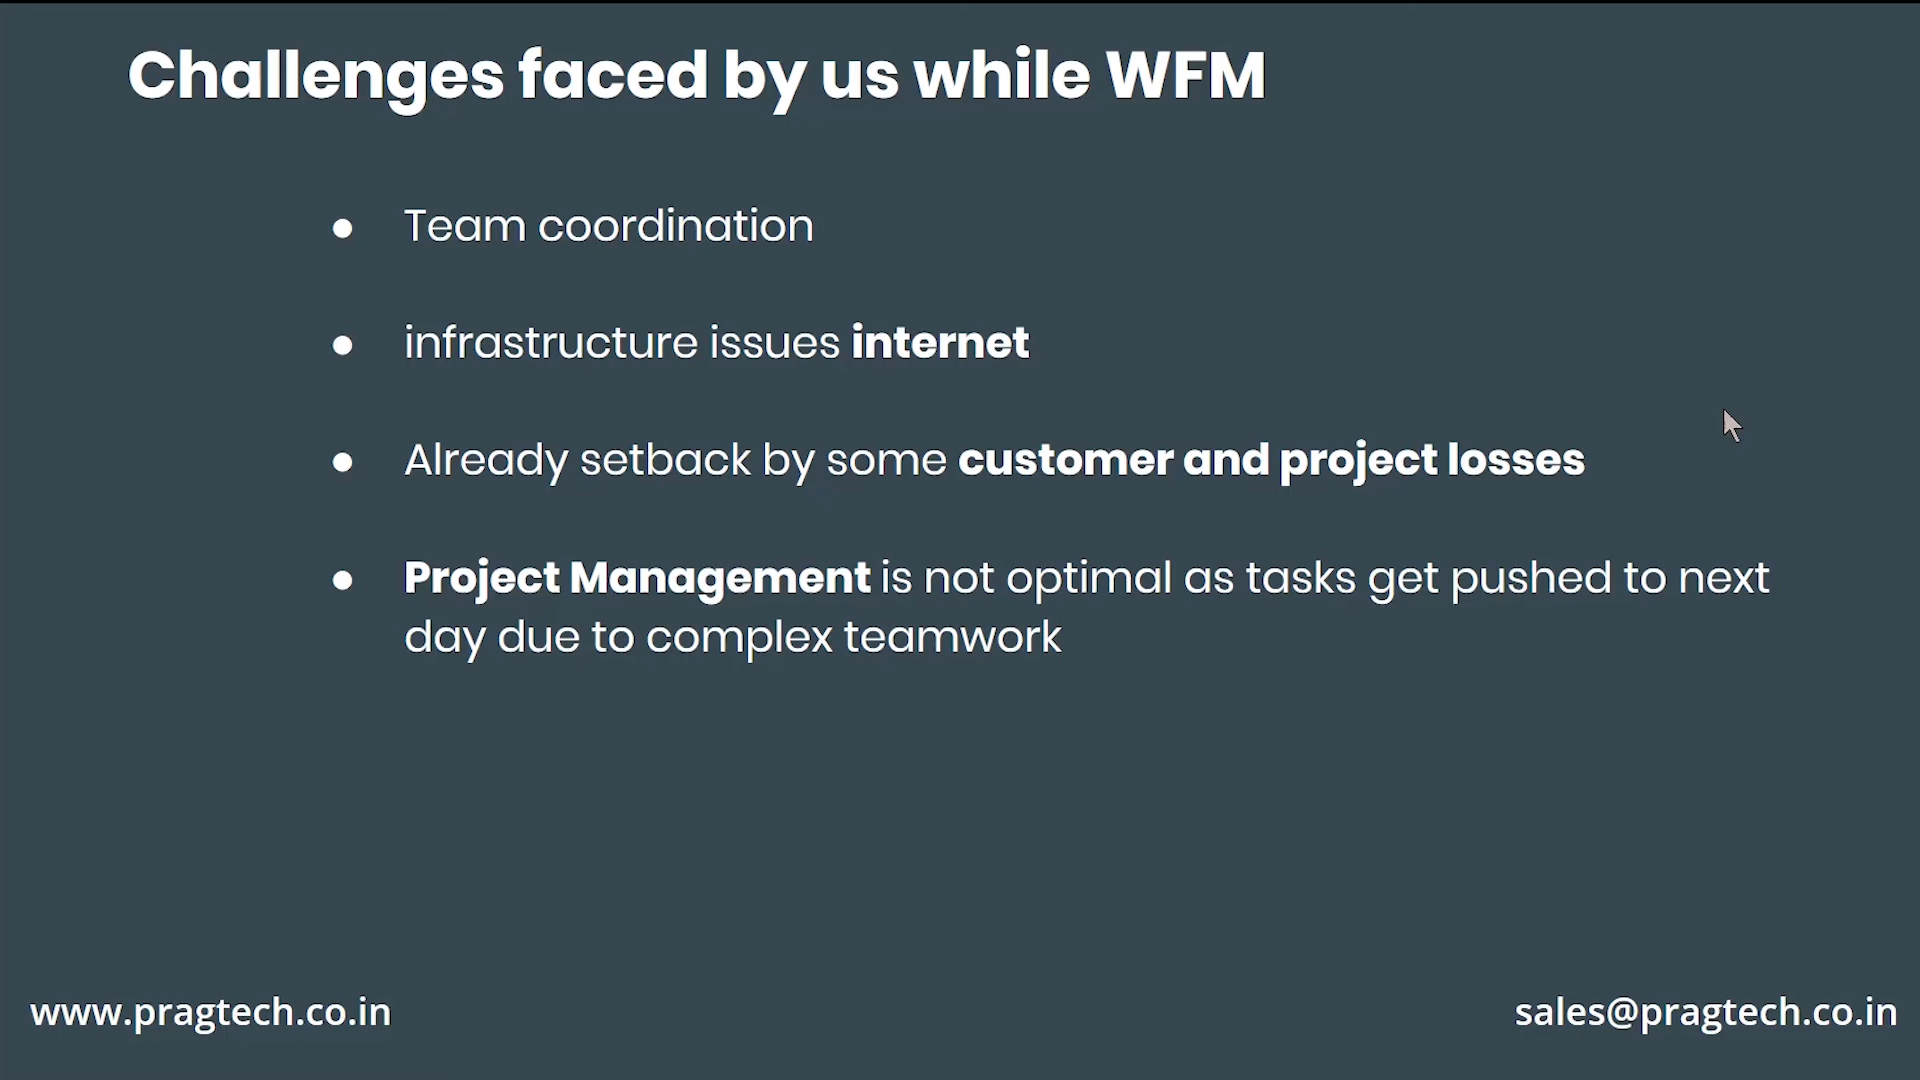 Challenges faced by us while WFM
● Team coordination
● infrastructure issues internet
● Already setback by some customer and project losses
● Project Management is not optimal as tasks get pushed to next
day due to complex teamwork
www.pragtech.co.in
sales@pragtech.co.in